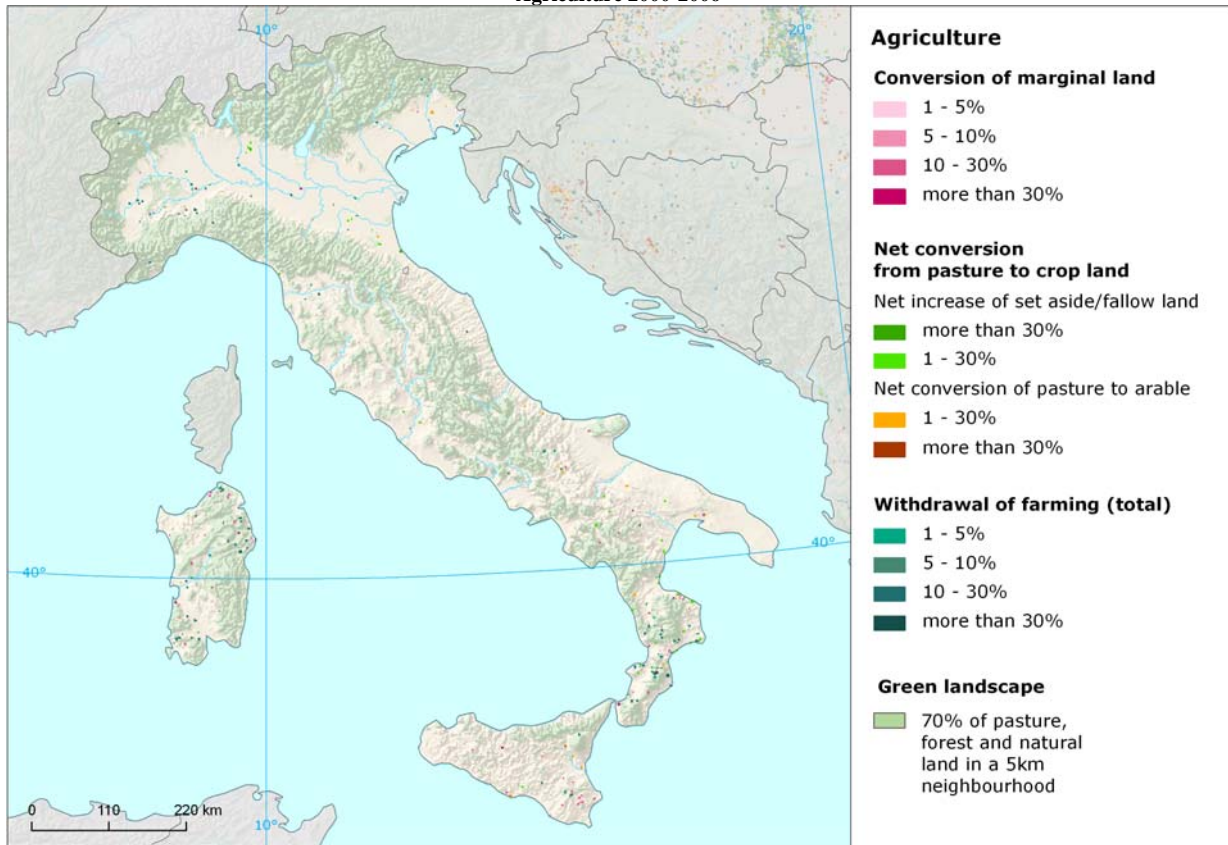 Agriculture 2000-2006
10°
20°
40°
40°
10°
0 110 220 km
Agriculture
Conversion of marginal land
1 - 5%
5 - 10%
10 - 30%
more than 30%
Net conversion
from pasture to crop land
Net increase of set aside/fallow land
more than 30%
1 - 30%
Net conversion of pasture to arable
1 - 30%
more than 30%
Withdrawal of farming (total)
1 - 5%
5 - 10%
10 - 30%
more than 30%
Green landscape
70% of pasture,
forest and natural
land in a 5km
neighbourhood